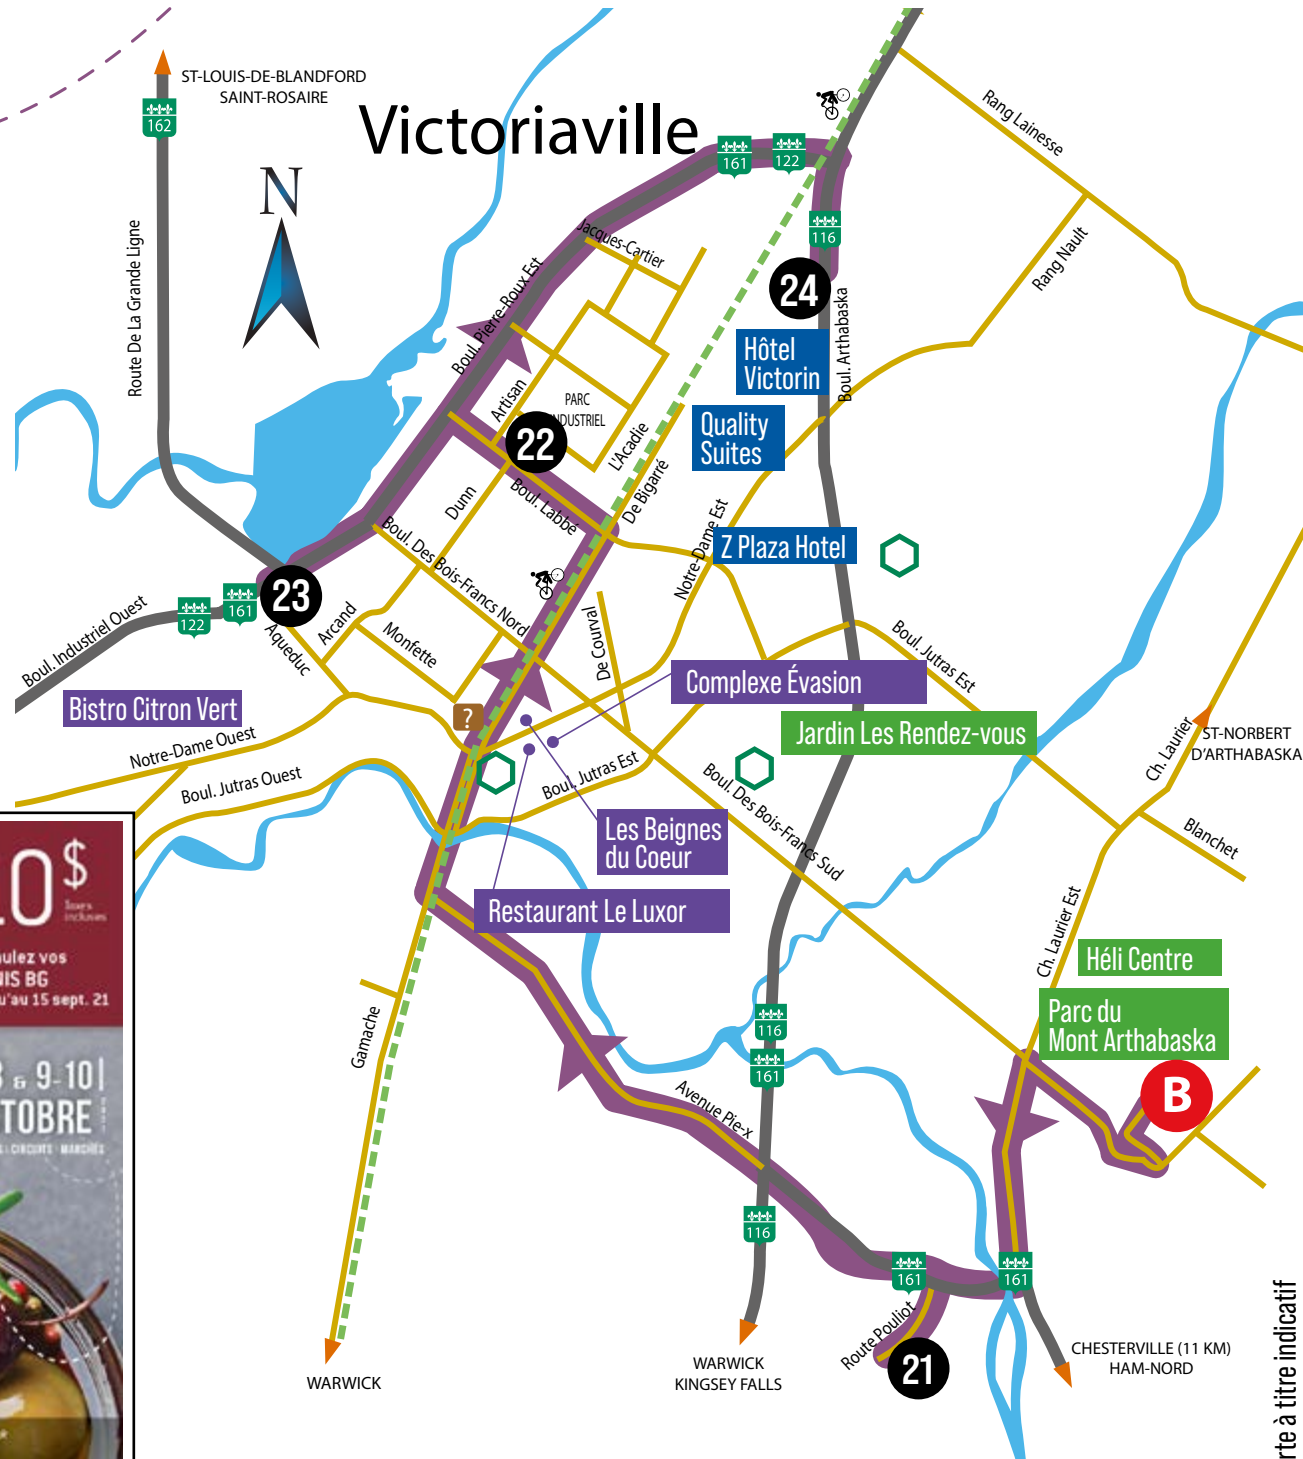 ST-LOUIS-DE-BLANDFORD
SAINT-ROSAIRE
162
Victoriaville
N
161
122
116
Rang Lainesse
Rang Nault
Route De La Grande Ligne
Jacques-Cartier
Boul. Pierre-Roux Est
24
Boul. Arthabaska
Hôtel
Victorin
Artisan
PARC
NDUSTRIEL
22
L'Acadie
De Bigarré
Quality
Suites
Dunn
Boul. Labbé
Boul. Des Bois-Francs Nord
Notre-Dame Est
Z Plaza Hotel
23
161
122
Boul. Industriel Ouest
Aqueduc
Arcand
Monfette
De Courval
Boul. Jutras Est
Complexe Évasion
Bistro Citron Vert
?
Jardin Les Rendez-vous
Ch. Laurier
ST-NORBERT
D'ARTHABASKA
Notre-Dame Ouest
Boul. Jutras Ouest
Boul. Jutras Est
Boul. Des Bois-Francs Sud
Les Beignes
du Coeur
Blanchet
Restaurant Le Luxor
Ch. Laurier Est
Héli Centre
Parc du
Mont Arthabaska
B
116
161
Gamache
Avenue Pie-x
116
161
161
Route Pouliot
21
WARWICK
WARWICK
KINGSEY FALLS
CHESTERVILLE (11 KM)
HAM-NORD
rte à titre indicatif
0$
Taxes
incluses
ulez vos
NIS BG
u'au 15 sept. 21
& 9-10
TOBRE
CIRCUITS MARCHÉS